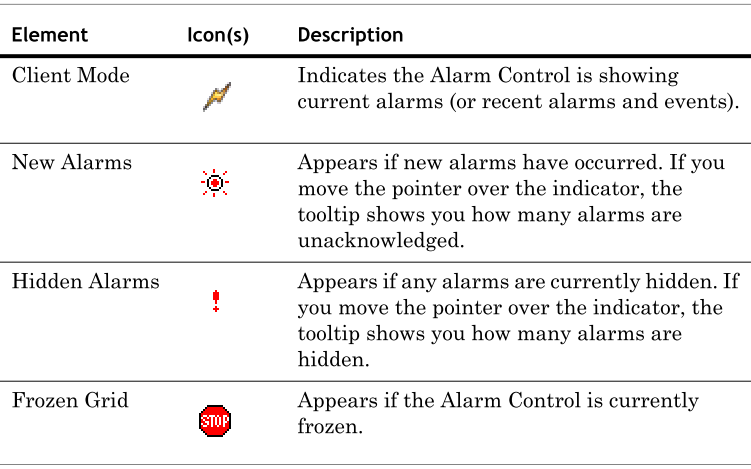 Element Icon(s) Description
Client Mode Indicates the Alarm Control is showing
current alarms (or recent alarms and events).
New Alarms Appears if new alarms have occurred. If you
move the pointer over the indicator, the
tooltip shows you how many alarms are
unacknowledged.
Hidden Alarms Appears if any alarms are currently hidden. If
you move the pointer over the indicator, the
tooltip shows you how many alarms are
hidden.
Frozen Grid Appears if the Alarm Control is currently
STOP frozen.